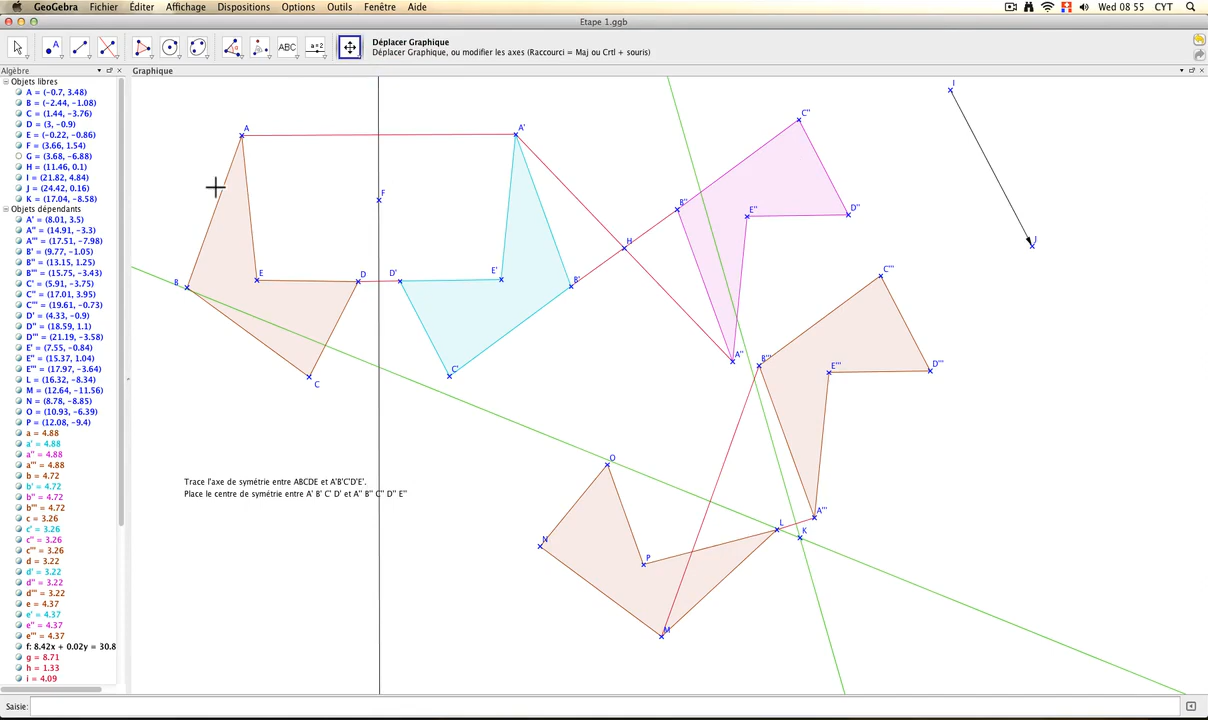 GeoGebra Fichier Éditer Affichage Dispositions Options Outils Fenêtre Aide Wed 08 55 CYT
Etape 1.ggb
ABC a=2 Déplacer Graphique
Déplacer Graphique, ou modifier les axes (Raccourci = Maj ou Crtl + souris)
Algèbre Graphique
Objets libres
A = (-0.7, 3.48)
B = (-2.44, -1.08)
C = (1.44, -3.76)
D = (3, -0.9)
E = (-0.22, -0.86)
F = (3.66, 1.54)
G = (3.68, -6.88)
H = (11.46, 0.1)
I = (21.82, 4.84)
J = (24.42, 0.16)
K = (17.04, -8.58)
Objets dépendants
A' = (8.01, 3.5)
A'' = (14.91, -3.3)
A''' = (17.51, -7.98)
B' = (9.77, -1.05)
B'' = (13.15, 1.25)
B''' = (15.75, -3.43)
C' = (5.91, -3.75)
C'' = (17.01, 3.95)
C''' = (19.61, -0.73)
D' = (4.33, -0.9)
D'' = (18.59, 1.1)
D''' = (21.19, -3.58)
E' = (7.55, -0.84)
E'' = (15.37, 1.04)
E''' = (17.97, -3.64)
L = (16.32, -8.34)
M = (12.64, -11.56)
N = (8.78, -8.85)
O = (10.93, -6.39)
P = (12.08, -9.4)
a = 4.88
a' = 4.88
a'' = 4.88
a''' = 4.88
b = 4.72
b' = 4.72
b'' = 4.72
b''' = 4.72
c = 3.26
c' = 3.26
c'' = 3.26
c''' = 3.26
d = 3.22
d' = 3.22
d'' = 3.22
d''' = 3.22
e = 4.37
e' = 4.37
e'' = 4.37
e''' = 4.37
f: 8.42x + 0.02y = 30.8
g = 8.71
h = 1.33
i = 4.09
I
C''
A
A'
F
B''
E''
D''
H
J
B
E
D
D'
E'
B'
C'''
C
C'
A''
B'''
E'''
D'''
O
Trace l'axe de symétrie entre ABCDE et A'B'C'D'E'.
Place le centre de symétrie entre A' B' C' D' et A'' B'' C'' D'' E''
A'''
L
K
N
P
M
Saisie: